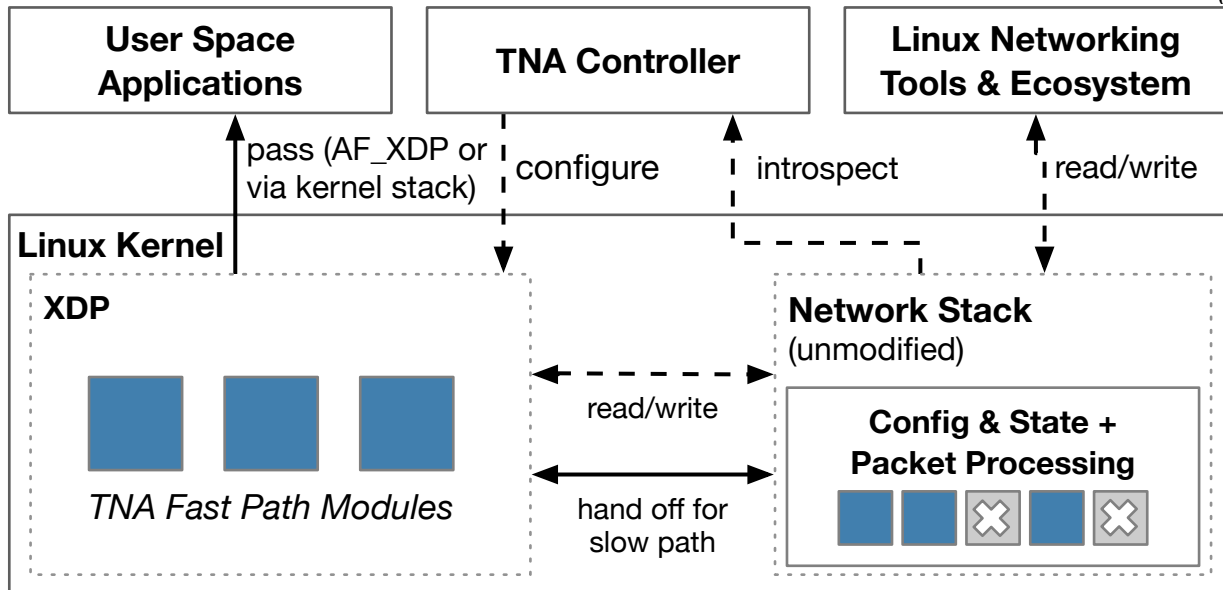 User Space
Applications
TNA Controller
Linux Networking
Tools & Ecosystem
pass (AF_XDP or
via kernel stack)
configure
introspect
read/write
Linux Kernel
XDP
TNA Fast Path Modules
read/write
hand off for
slow path
Network Stack
(unmodified)
Config & State +
Packet Processing